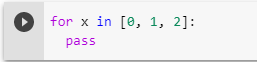 for x in [0, 1, 2]:
  pass